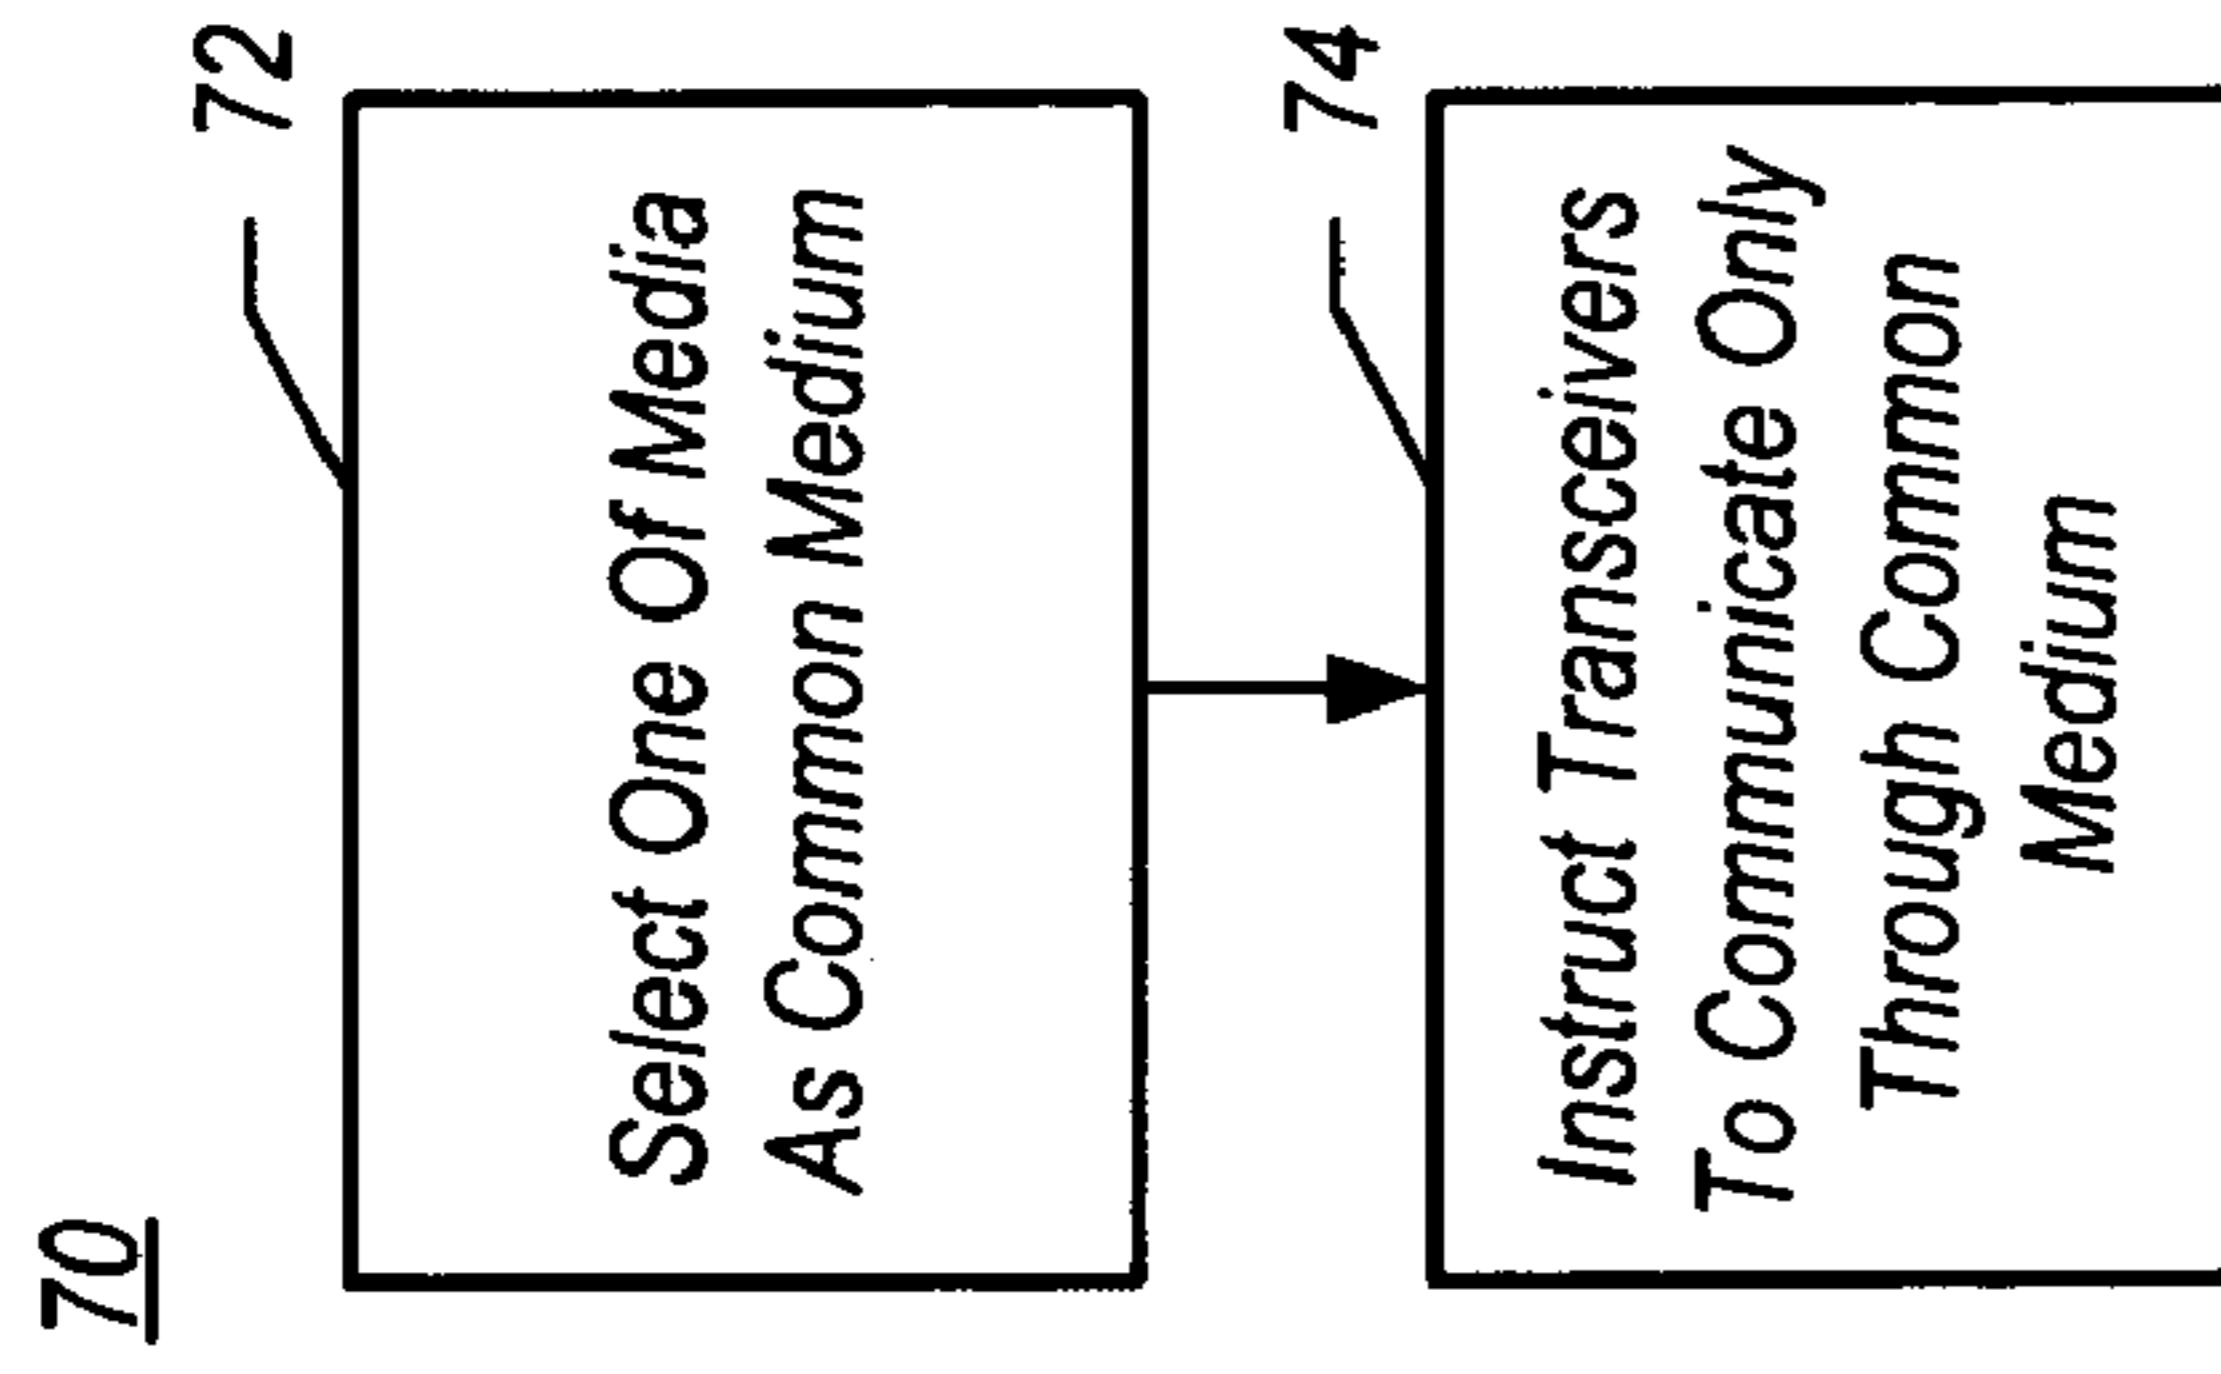 70
72
Select One Of Media
As Common Medium
74
Instruct Transceivers
To Communicate Only
Through Common
Medium